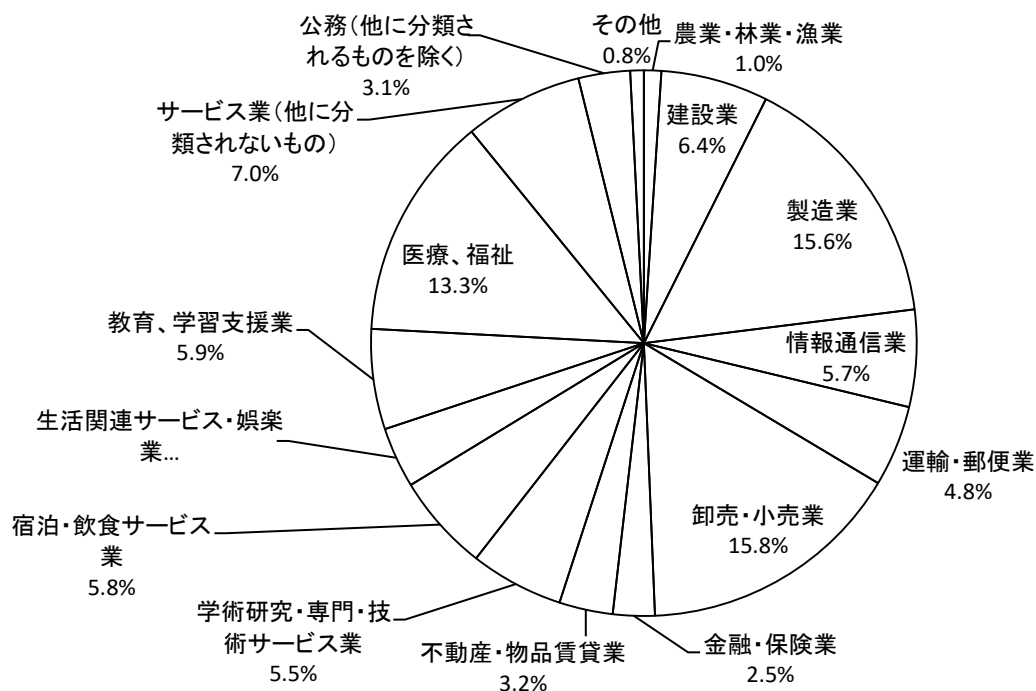 その他
0.8%
農業・林業・漁業
1.0%
建設業
6.4%
製造業
15.6%
情報通信業
5.7%
運輸・郵便業
4.8%
卸売・小売業
15.8%
金融・保険業
2.5%
不動産・物品賃貸業
3.2%
学術研究・専門・技
術サービス業
5.5%
宿泊・飲食サービス
業
5.8%
生活関連サービス・娯楽
業...
教育、学習支援業
5.9%
医療、福祉
13.3%
サービス業(他に分
類されないもの)
7.0%
公務(他に分類さ
れるものを除く)
3.1%